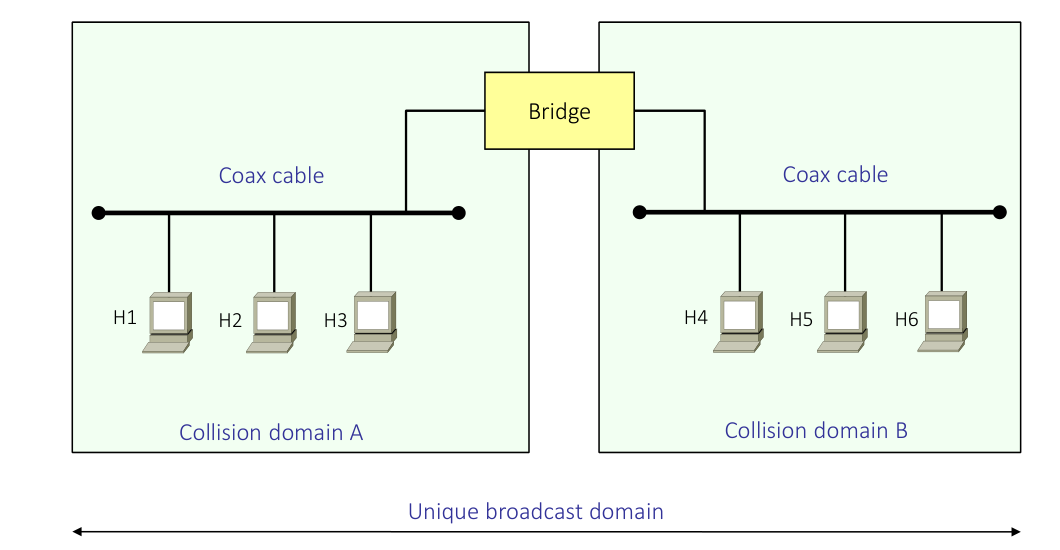 Bridge
Coax cable
Coax cable
H1
H2
H3
H4
H5
H6
Collision domain A
Collision domain B
Unique broadcast domain